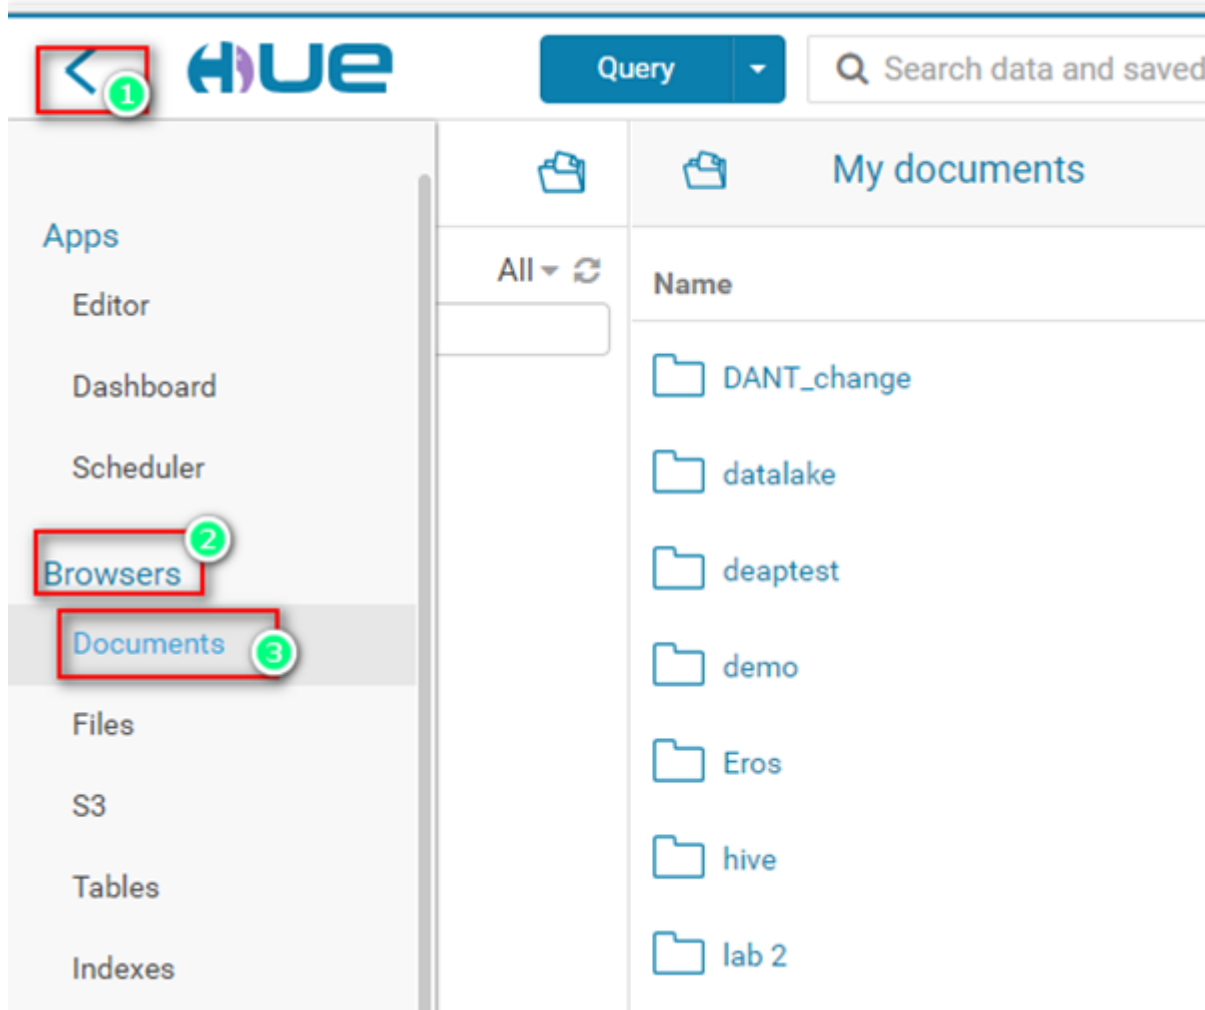 HUE
Query
Search data and saved
1
Apps
Editor
Dashboard
Scheduler
2
Browsers
Documents
3
Files
S3
Tables
Indexes
All
My documents
Name
DANT_change
datalake
deaptest
demo
Eros
hive
lab 2